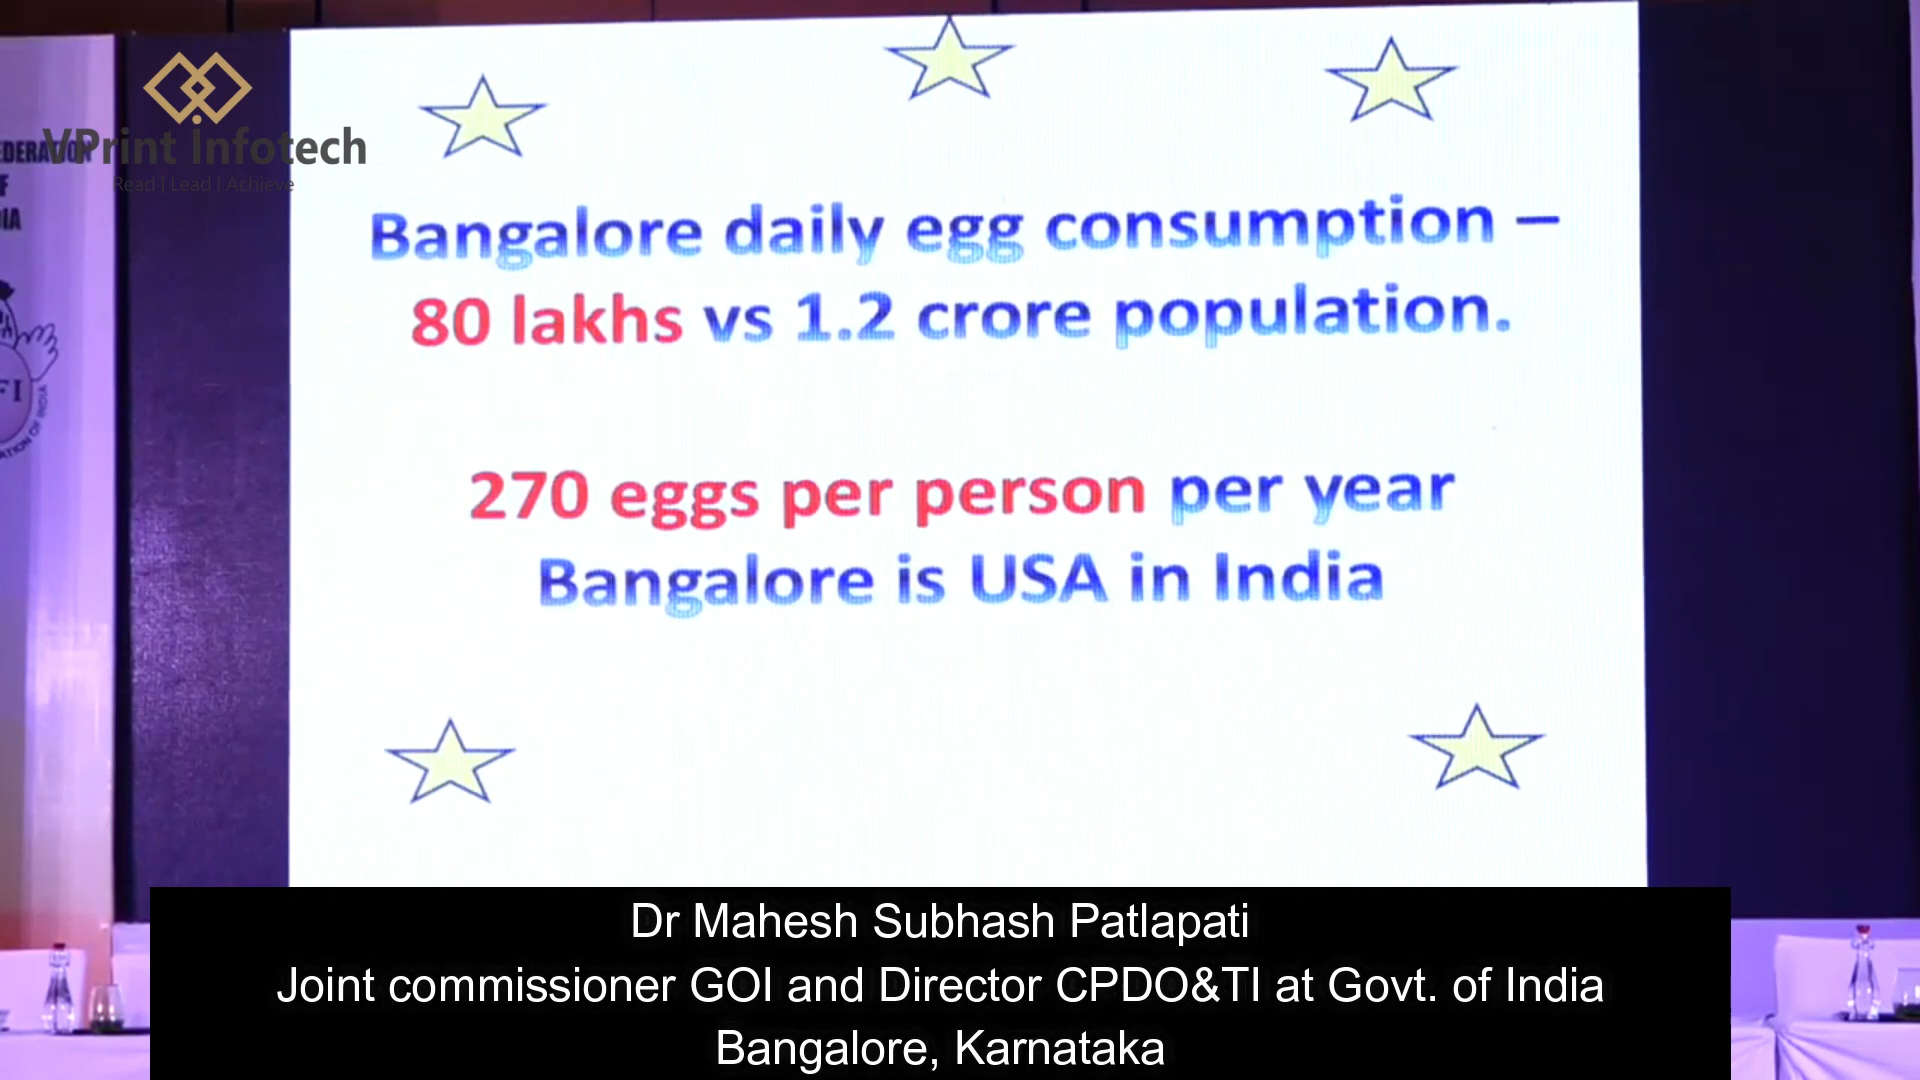 VPrint Infotech
Read | Lead | Achieve
Bangalore daily egg consumption –
80 lakhs vs 1.2 crore population.
270 eggs per person per year
Bangalore is USA in India
Dr Mahesh Subhash Patlapati
Joint commissioner GOI and Director CPDO&TI at Govt. of India
Bangalore, Karnataka